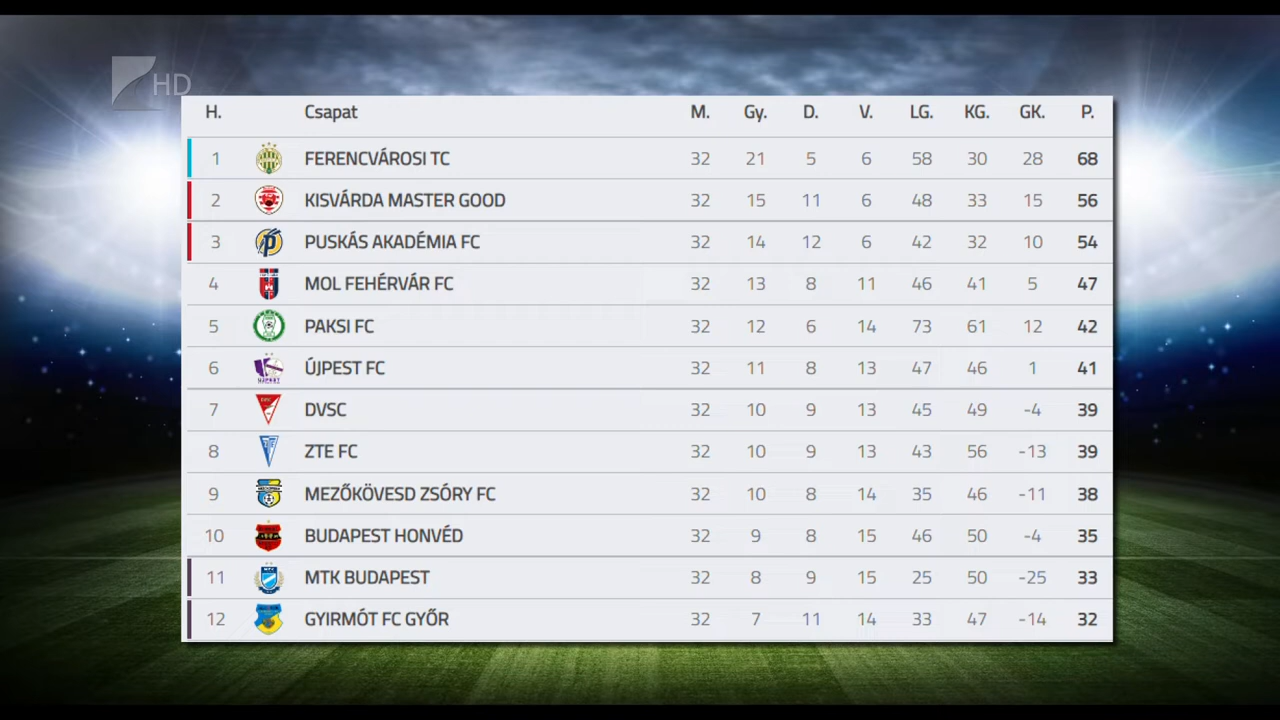 HD
H. Csapat M. Gy. D. V. LG. KG. GK. P.
1 FERENCVÁROSI TC 32 21 5 6 58 30 28 68
2 KISVÁRDA MASTER GOOD 32 15 11 6 48 33 15 56
3 PUSKÁS AKADÉMIA FC 32 14 12 6 42 32 10 54
4 MOL FEHÉRVÁR FC 32 13 8 11 46 41 5 47
5 PAKSI FC 32 12 6 14 73 61 12 42
6 ÚJPEST FC 32 11 8 13 47 46 1 41
7 DVSC 32 10 9 13 45 49 -4 39
8 ZTE FC 32 10 9 13 43 56 -13 39
9 MEZŐKÖVESD ZSÓRY FC 32 10 8 14 35 46 -11 38
10 BUDAPEST HONVÉD 32 9 8 15 46 50 -4 35
11 MTK BUDAPEST 32 8 9 15 25 50 -25 33
12 GYIRMÓT FC GYŐR 32 7 11 14 33 47 -14 32